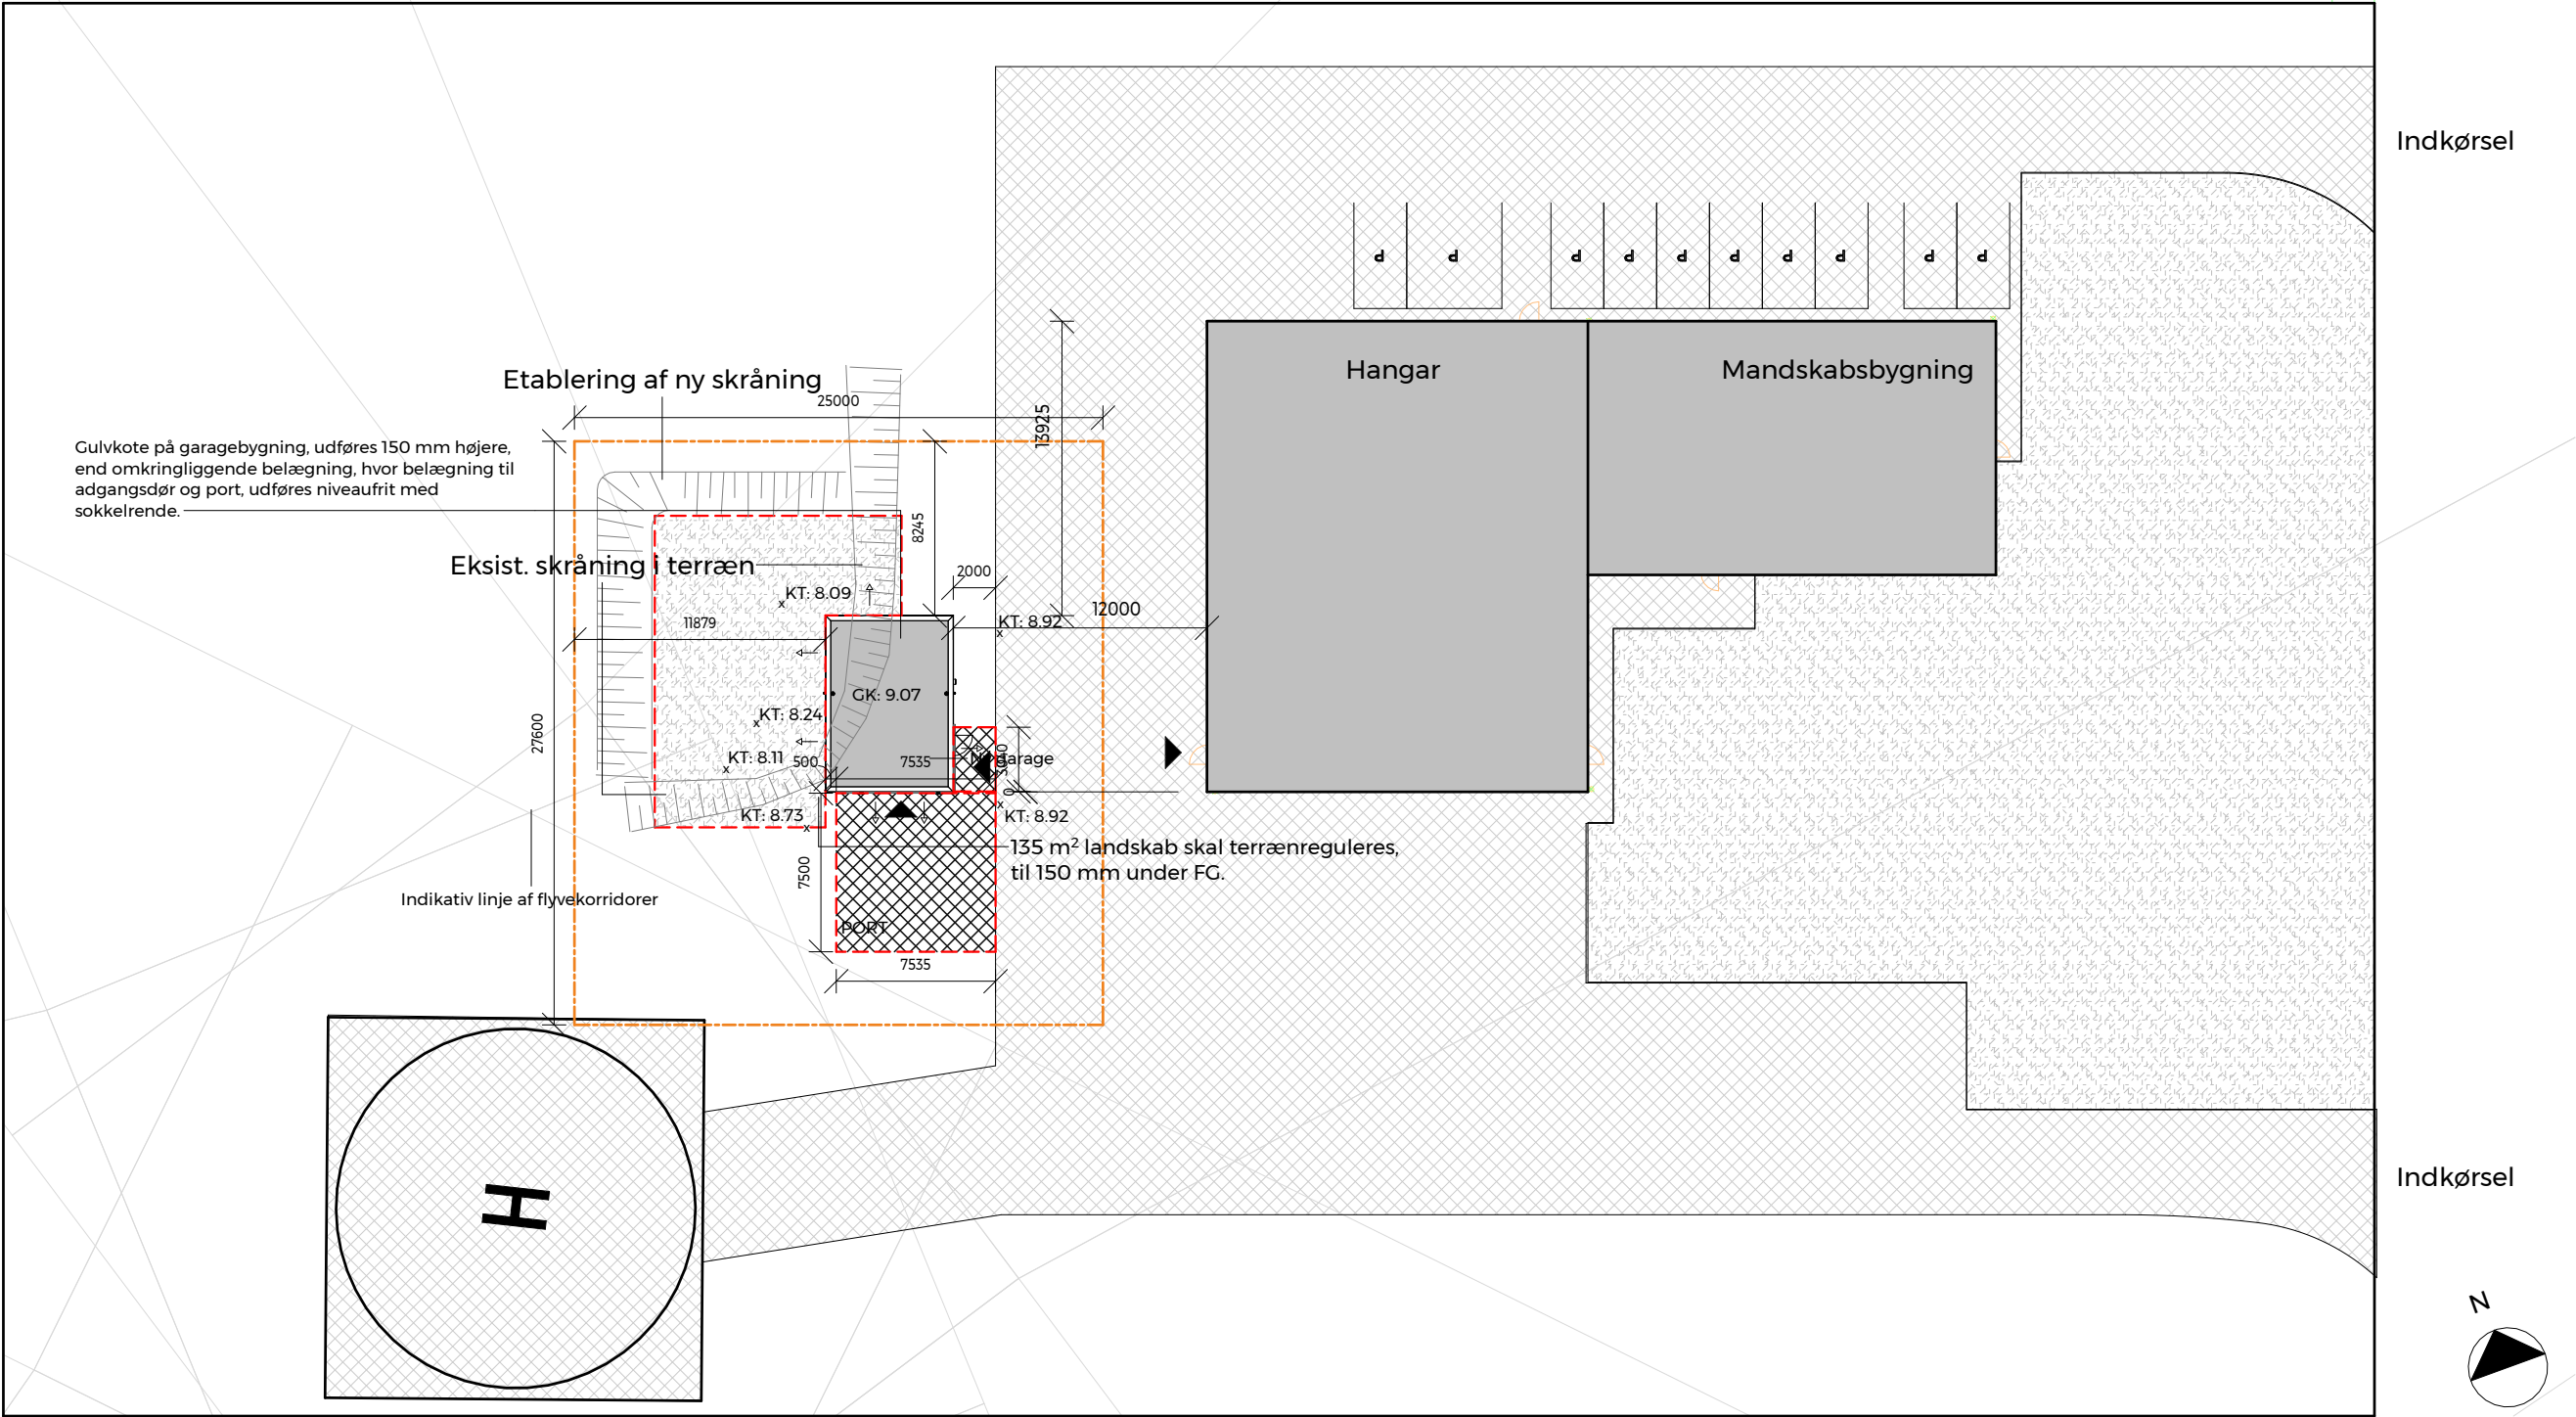 Indkørsel
P
P
P
P
P
P
P
P
P
P
Hangar
Mandskabsbygning
Etablering af ny skråning
25000
13925
Gulvkote på garagebygning, udføres 150 mm højere,
end omkringliggende belægning, hvor belægning til
adgangsdør og port, udføres niveaufrit med
sokkelrende.
8245
Eksist. skråning i terræn
2000
KT: 8.09
12000
11879
KT: 8.92
GK: 9.07
KT: 8.24
27600
KT: 8.11
500
7535
garage
KT: 8.73
0
KT: 8.92
135 m² landskab skal terrænreguleres,
til 150 mm under FG.
7500
Indikativ linje af flyvekorridorer
PORT
7535
H
Indkørsel
N